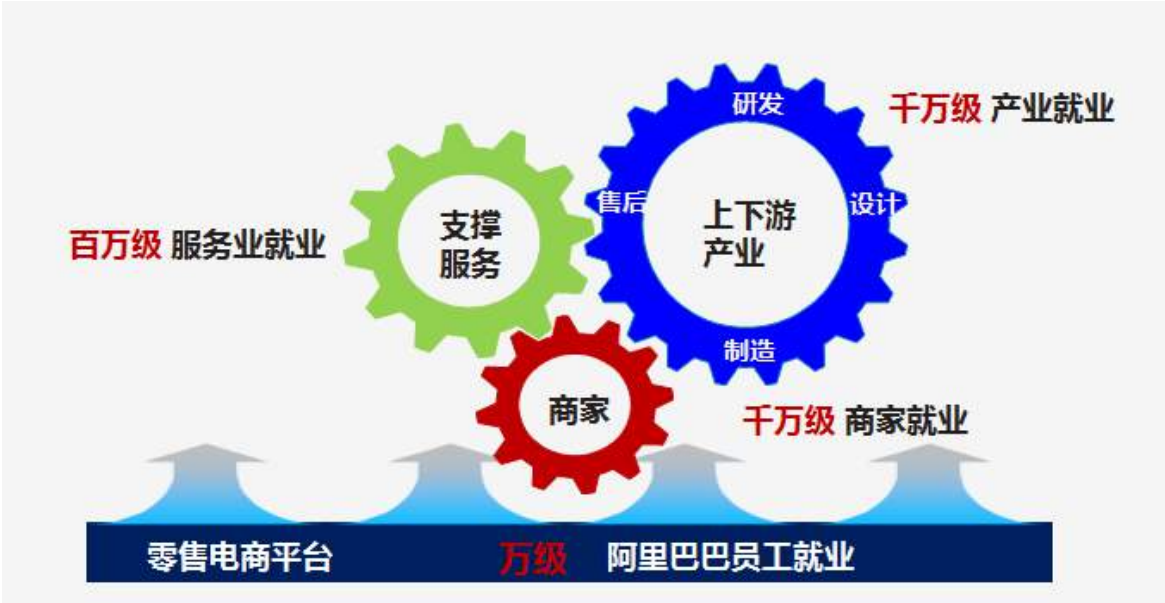 研发
千万级 产业就业
售后
设计
上下游
产业
支撑
服务
百万级 服务业就业
制造
商家
千万级 商家就业
零售电商平台 万级 阿里巴巴员工就业